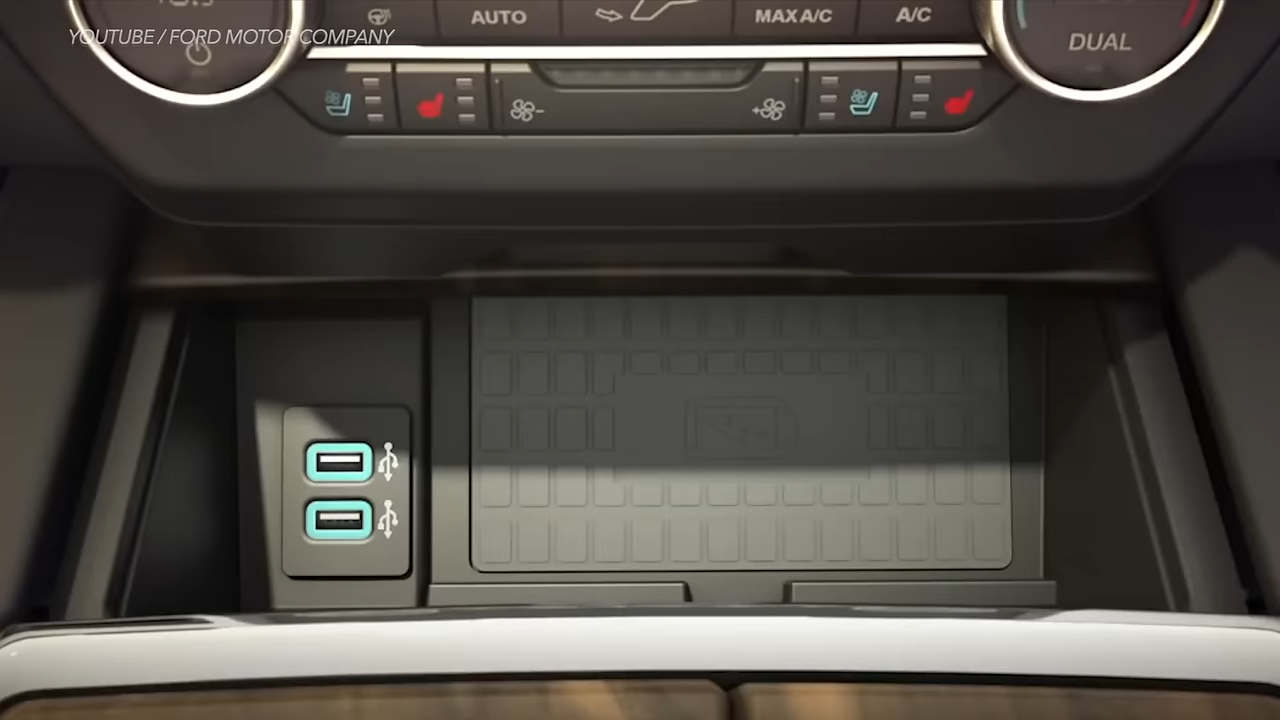 YOUTUBE / FORD MOTOR COMPANY
AUTO
MAX A/C
A/C
DUAL